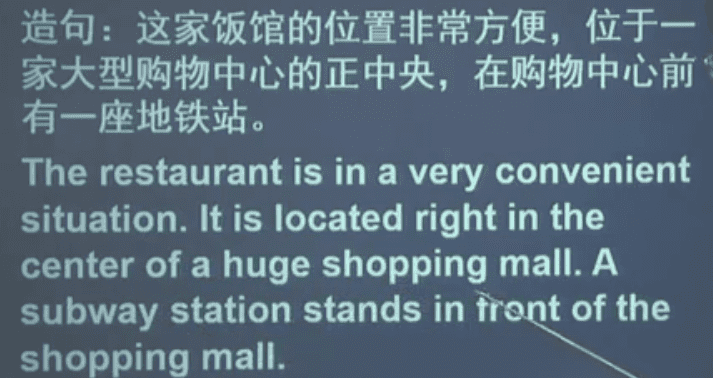 造句：这家饭馆的位置非常方便，位于一
家大型购物中心的正中央，在购物中心前
有一座地铁站。
The restaurant is in a very convenient
situation. It is located right in the
center of a huge shopping mall. A
subway station stands in front of the
shopping mall.